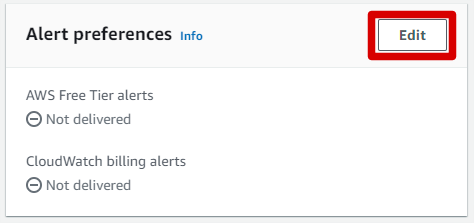 Alert preferences Info Edit
AWS Free Tier alerts
Not delivered
CloudWatch billing alerts
Not delivered